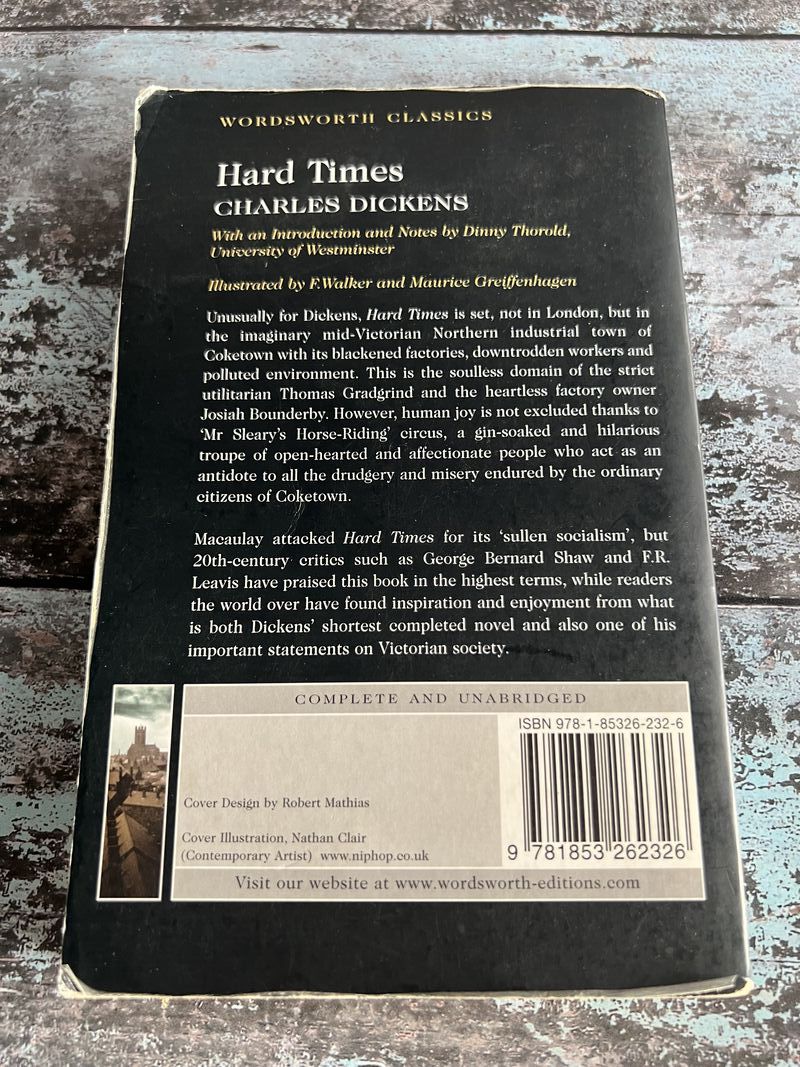 WORDSWORTH CLASSICS
Hard Times
CHARLES DICKENS
With an Introduction and Notes by Dinny Thorold,
University of Westminster
Illustrated by F.Walker and Maurice Greiffenhagen
Unusually for Dickens, Hard Times is set, not in London, but in
the imaginary mid-Victorian Northern industrial town of
Coketown with its blackened factories, downtrodden workers and
polluted environment. This is the soulless domain of the strict
utilitarian Thomas Gradgrind and the heartless factory owner
Josiah Bounderby. However, human joy is not excluded thanks to
‘Mr Sleary's Horse-Riding’ circus, a gin-soaked and hilarious
troupe of open-hearted and affectionate people who act as an
antidote to all the drudgery and misery endured by the ordinary
citizens of Coketown.
Macaulay attacked Hard Times for its ‘sullen socialism’, but
20th-century critics such as George Bernard Shaw and F.R.
Leavis have praised this book in the highest terms, while readers
the world over have found inspiration and enjoyment from what
is both Dickens’ shortest completed novel and also one of his
important statements on Victorian society.
COMPLETE AND UNABRIDGED
ISBN 978-1-85326-232-6
Cover Design by Robert Mathias
Cover Illustration, Nathan Clair
(Contemporary Artist) www.niphop.co.uk
9 781853 262326
Visit our website at www.wordsworth-editions.com